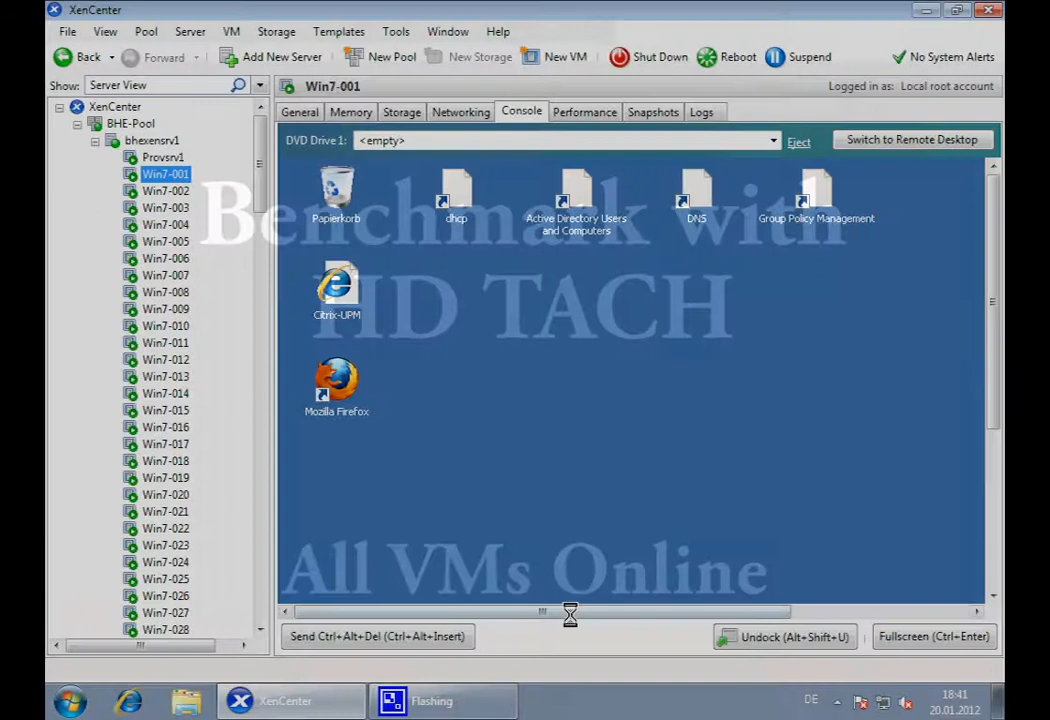 XenCenter
File View Pool Server VM Storage Templates Tools Window Help
Back Forward Add New Server New Pool New Storage New VM Shut Down Reboot Suspend No System Alerts
Show: Server View
Win7-001 Logged in as: Local root account
XenCenter
BHE-Pool
bhexensrv1
Provsrv1
Win7-001
Win7-002
Win7-003
Win7-004
Win7-005
Win7-006
Win7-007
Win7-008
Win7-009
Win7-010
Win7-011
Win7-012
Win7-013
Win7-014
Win7-015
Win7-016
Win7-017
Win7-018
Win7-019
Win7-020
Win7-021
Win7-022
Win7-023
Win7-024
Win7-025
Win7-026
Win7-027
Win7-028
General Memory Storage Networking Console Performance Snapshots Logs
DVD Drive 1: <empty> Eject Switch to Remote Desktop
Papierkorb dhcp Active Directory Users DNS Group Policy Management
and Computers
Citrix-UPM
Mozilla Firefox
Benchmark with
HD TACH
All VMs Online
Send Ctrl+Alt+Del (Ctrl+Alt+Insert) Undock (Alt+Shift+U) Fullscreen (Ctrl+Enter)
XenCenter Flashing DE 18:41
20.01.2012